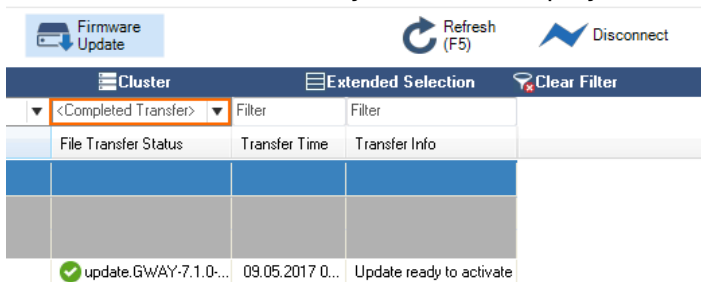 Firmware
Update
Refresh
(F5)
Disconnect
Cluster
Extended Selection
Clear Filter
<Completed Transfer>
Filter
Filter
File Transfer Status
Transfer Time
Transfer Info
update.GWAY-7.1.0-...
09.05.2017 0...
Update ready to activate